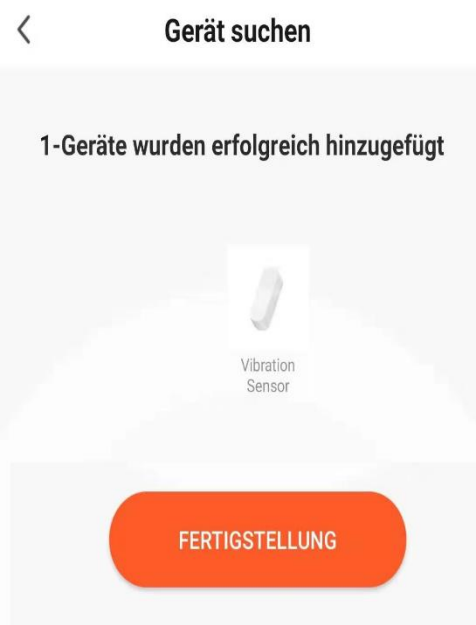 Gerät suchen
1-Geräte wurden erfolgreich hinzugefügt
Vibration
Sensor
FERTIGSTELLUNG